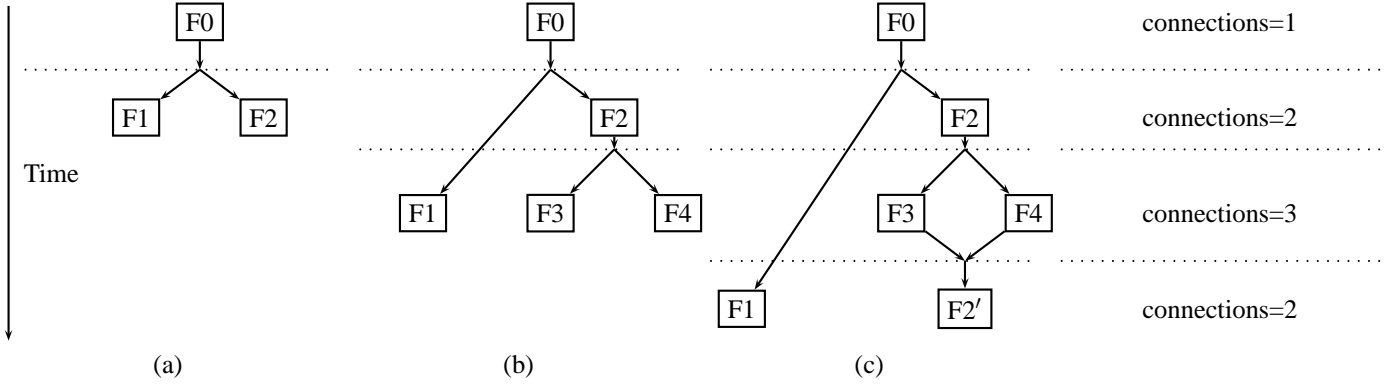 F0 F0 F0 connections=1
F1 F2 F2 F2 connections=2
Time
F1 F3 F4 F3 F4 connections=3
F1 F2′ connections=2
(a) (b) (c)